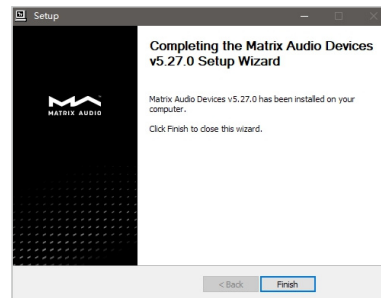 Setup
Completing the Matrix Audio Devices
v5.27.0 Setup Wizard
MATRIX AUDIO
Matrix Audio Devices v5.27.0 has been installed on your
computer.
Click Finish to close this wizard.
< Back
Finish